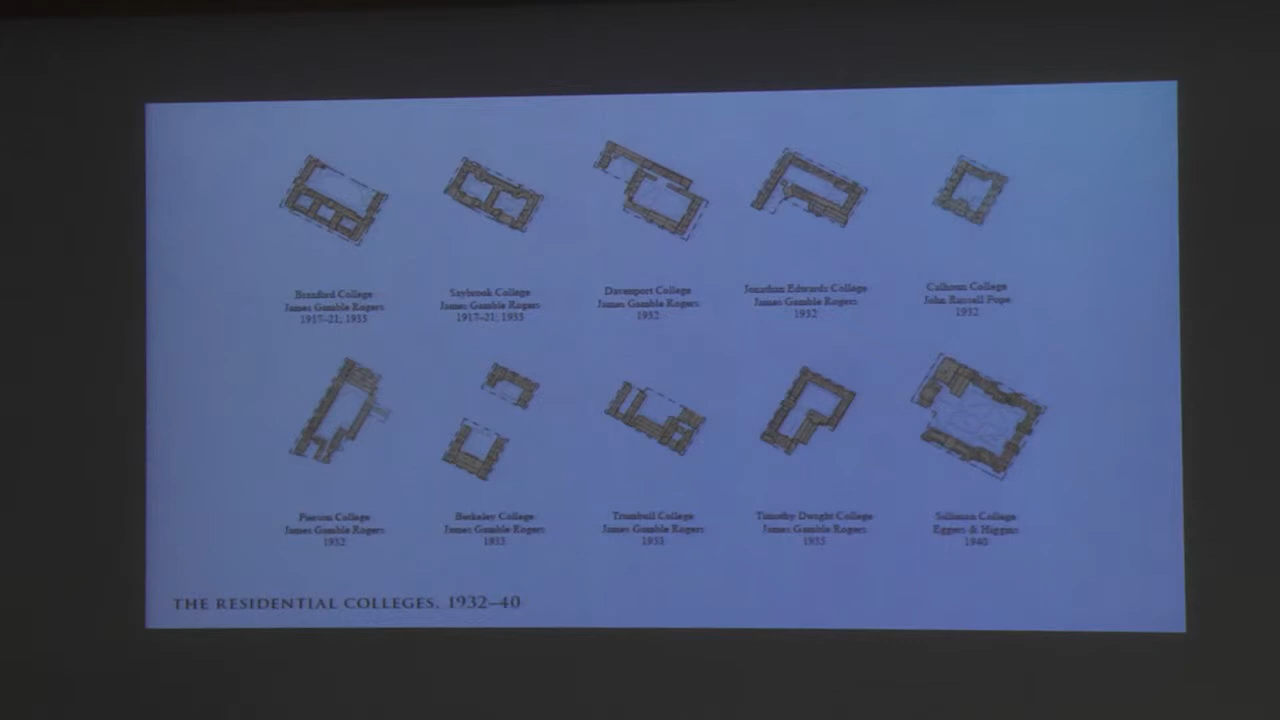 Branford College
James Gamble Rogers
1917–21; 1933
Saybrook College
James Gamble Rogers
1917–21; 1933
Davenport College
James Gamble Rogers
1932
Jonathan Edwards College
James Gamble Rogers
1932
Calhoun College
John Russell Pope
1932
Pierson College
James Gamble Rogers
1932
Berkeley College
James Gamble Rogers
1933
Trumbull College
James Gamble Rogers
1933
Timothy Dwight College
James Gamble Rogers
1935
Silliman College
Eggers & Higgins
1940
THE RESIDENTIAL COLLEGES, 1932–40